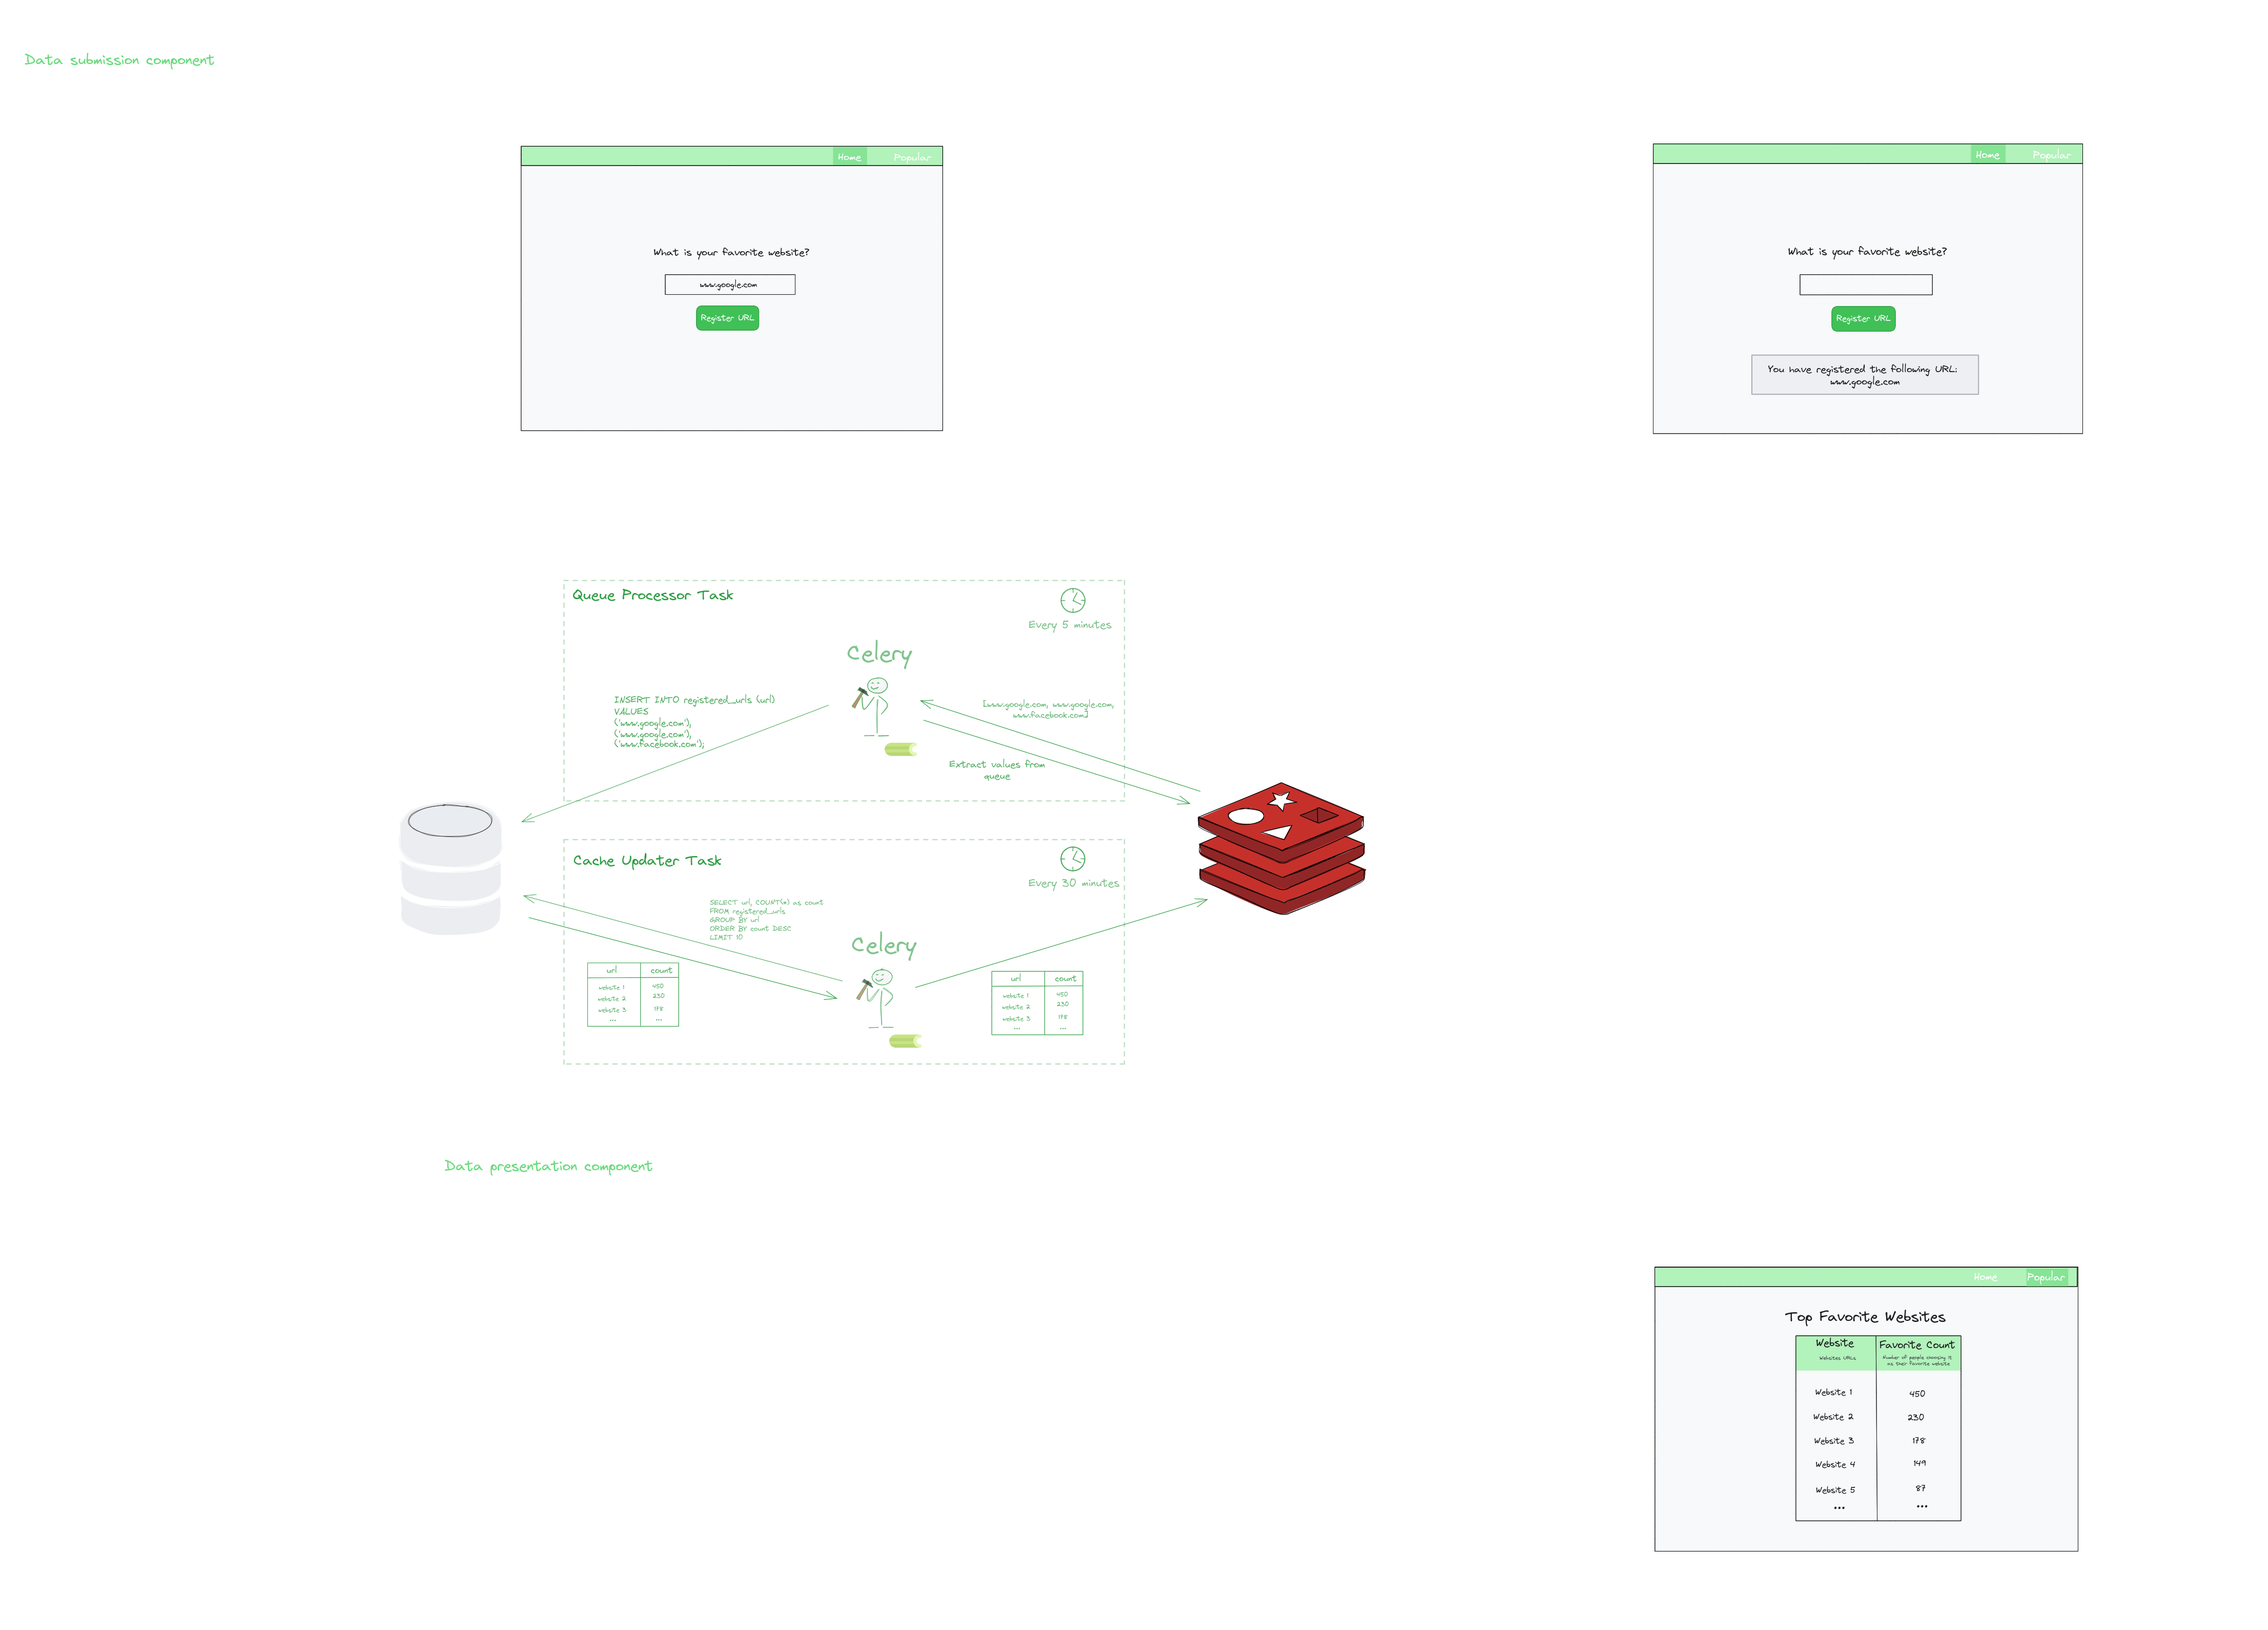 Data submission component
Home Popular
What is your favorite website?
www.google.com
Register URL
Home Popular
What is your favorite website?
Register URL
You have registered the following URL:
www.google.com
Queue Processor Task
Every 5 minutes
Celery
INSERT INTO registered_urls (url)
VALUES
('www.google.com'),
('www.google.com'),
('www.facebook.com');
[www.google.com, www.google.com,
www.facebook.com]
Extract values from
queue
Cache Updater Task
Every 30 minutes
SELECT url, COUNT(*) as count
FROM registered_urls
GROUP BY url
ORDER BY count DESC
LIMIT 10
Celery
url count
website 1 450
website 2 230
website 3 178
... ...
url count
website 1 450
website 2 230
website 3 178
... ...
Data presentation component
Home Popular
Top Favorite Websites
Website Favorite Count
Websites URLs Number of people choosing it
as their favorite website
Website 1 450
Website 2 230
Website 3 178
Website 4 149
Website 5 87
... ...